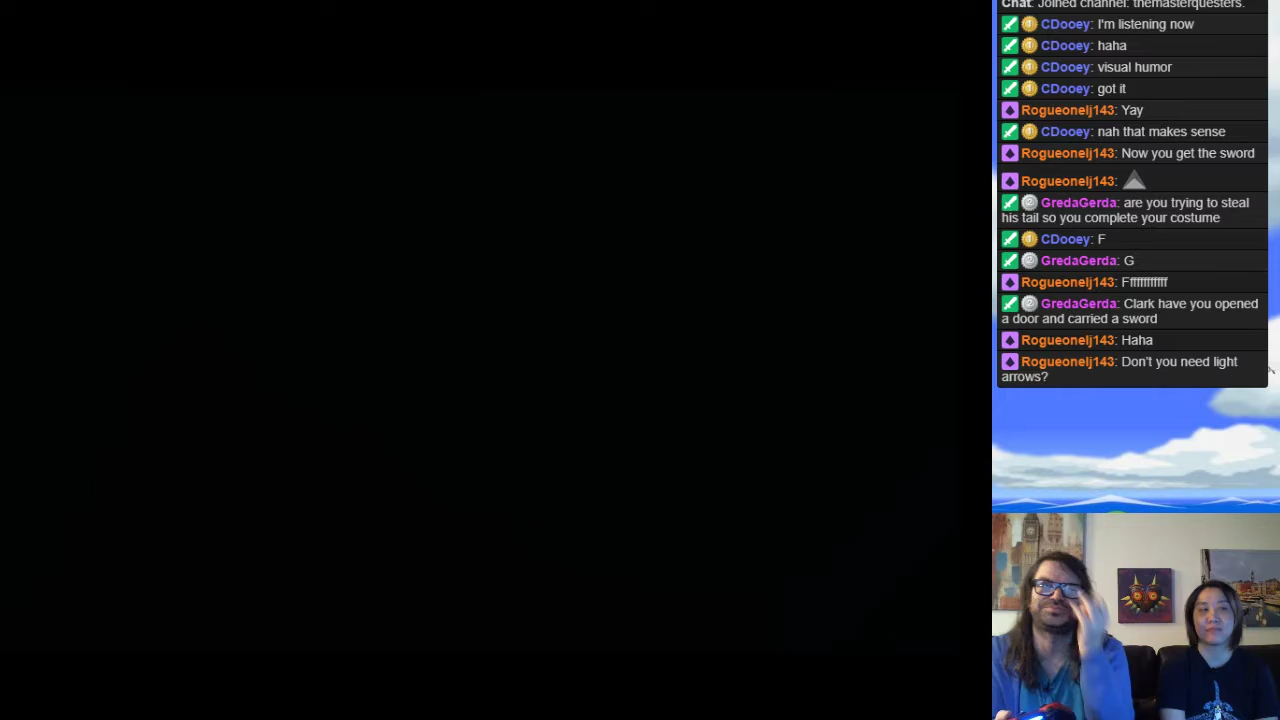 Chat: Joined channel: themasterquesters.
CDooey: I'm listening now
CDooey: haha
CDooey: visual humor
CDooey: got it
Rogueonelj143: Yay
CDooey: nah that makes sense
Rogueonelj143: Now you get the sword
Rogueonelj143:
GredaGerda: are you trying to steal
his tail so you complete your costume
CDooey: F
GredaGerda: G
Rogueonelj143: Fffffffffff
GredaGerda: Clark have you opened
a door and carried a sword
Rogueonelj143: Haha
Rogueonelj143: Don't you need light
arrows?